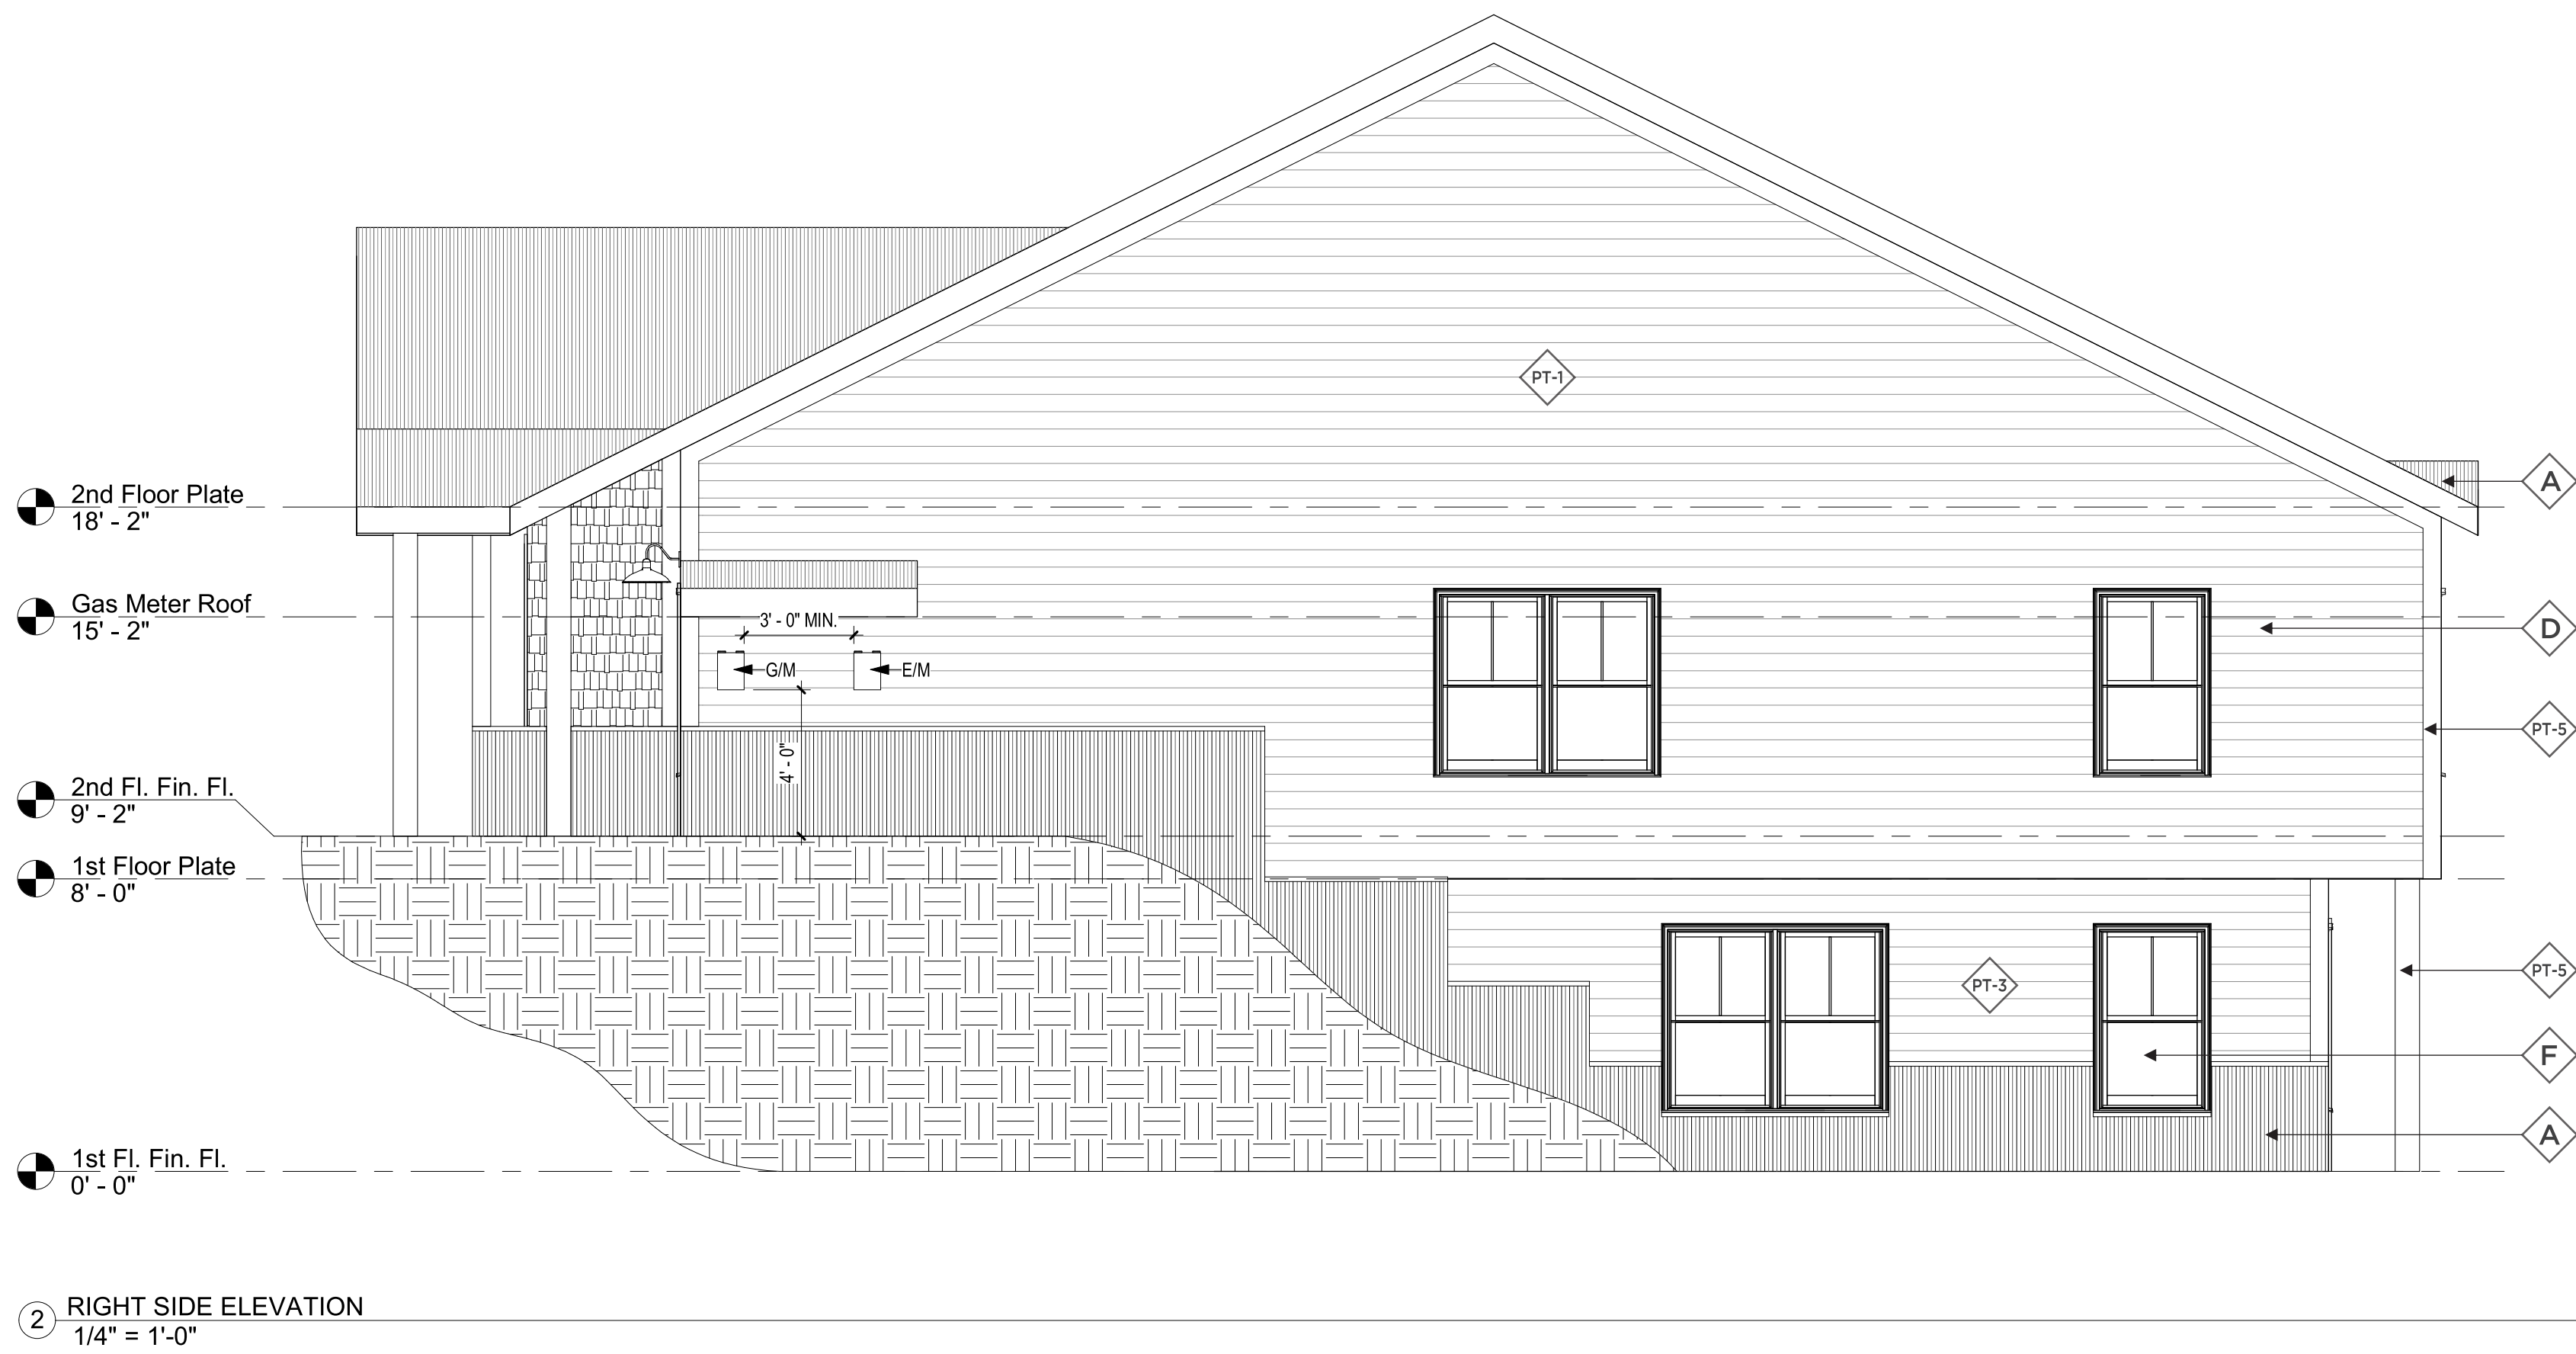 PT-1
2nd Floor Plate
18' - 2"
A
Gas Meter Roof
15' - 2"
3' - 0" MIN.
D
G/M
E/M
4' - 0"
PT-5
2nd Fl. Fin. Fl.
9' - 2"
1st Floor Plate
8' - 0"
PT-3
PT-5
F
A
1st Fl. Fin. Fl.
0' - 0"
2
RIGHT SIDE ELEVATION
1/4" = 1'-0"